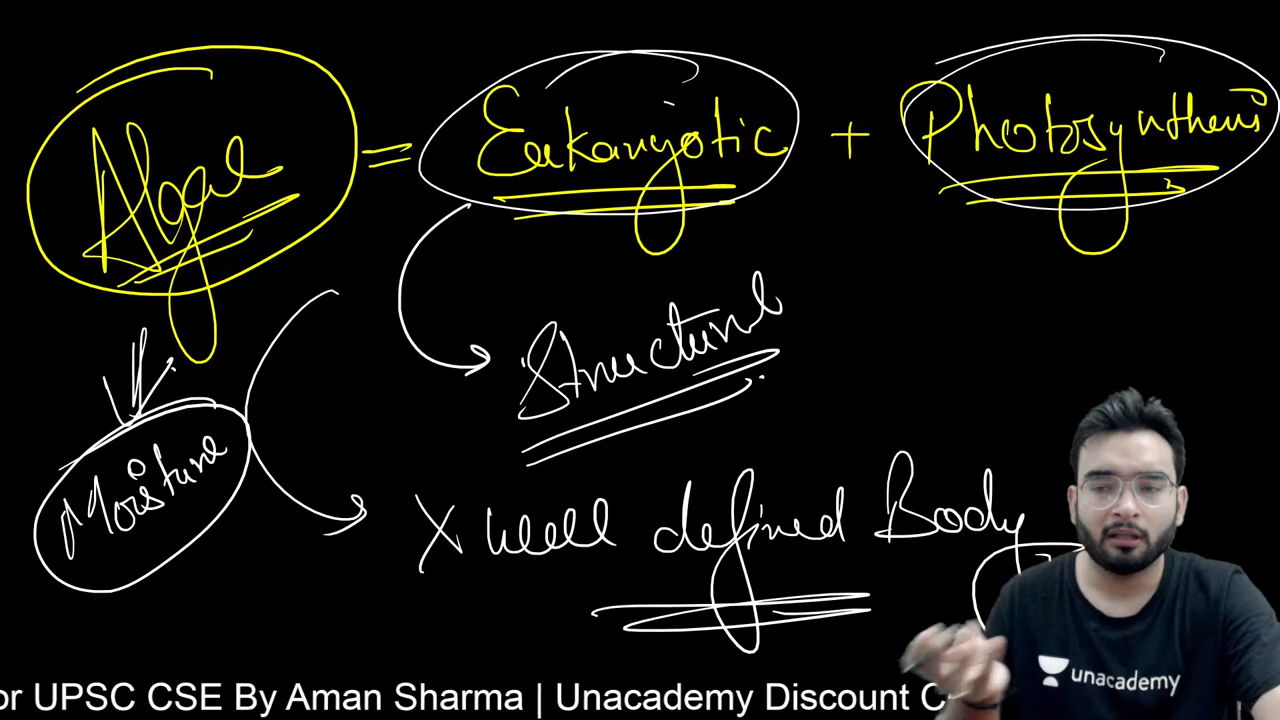 Algae = Eukaryotic + Photosynthesis
Structural
Moisture
X well defined Body
unacademy
or UPSC CSE By Aman Sharma | Unacademy Discount C